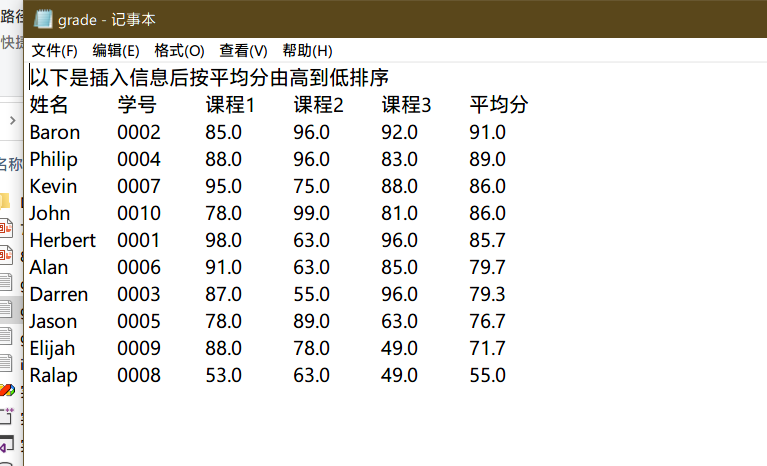 路径
快捷
grade - 记事本
文件(F) 编辑(E) 格式(O) 查看(V) 帮助(H)
以下是插入信息后按平均分由高到低排序
姓名 学号 课程1 课程2 课程3 平均分
Baron 0002 85.0 96.0 92.0 91.0
Philip 0004 88.0 96.0 83.0 89.0
Kevin 0007 95.0 75.0 88.0 86.0
John 0010 78.0 99.0 81.0 86.0
Herbert 0001 98.0 63.0 96.0 85.7
Alan 0006 91.0 63.0 85.0 79.7
Darren 0003 87.0 55.0 96.0 79.3
Jason 0005 78.0 89.0 63.0 76.7
Elijah 0009 88.0 78.0 49.0 71.7
Ralap 0008 53.0 63.0 49.0 55.0
名称